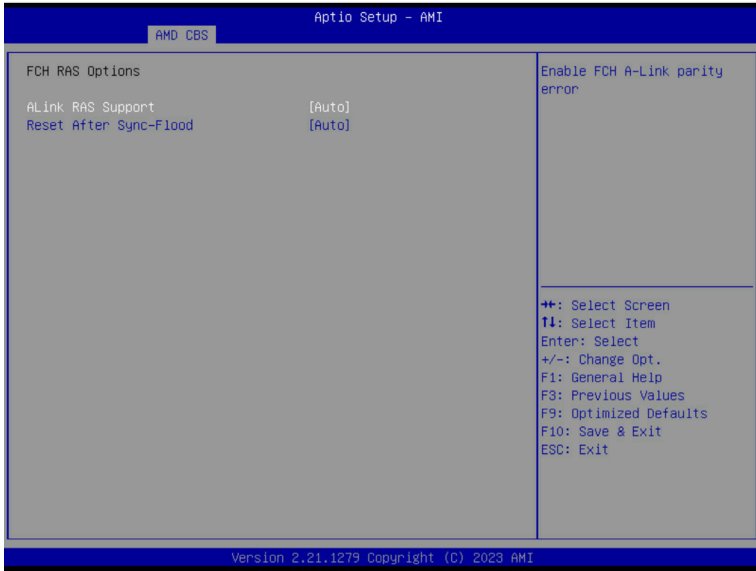 Aptio Setup – AMI
AMD CBS
FCH RAS Options
ALink RAS Support [Auto]
Reset After Sync-Flood [Auto]
Enable FCH A-Link parity
error
→←: Select Screen
↑↓: Select Item
Enter: Select
+/-: Change Opt.
F1: General Help
F3: Previous Values
F9: Optimized Defaults
F10: Save & Exit
ESC: Exit
Version 2.21.1279 Copyright (C) 2023 AMI